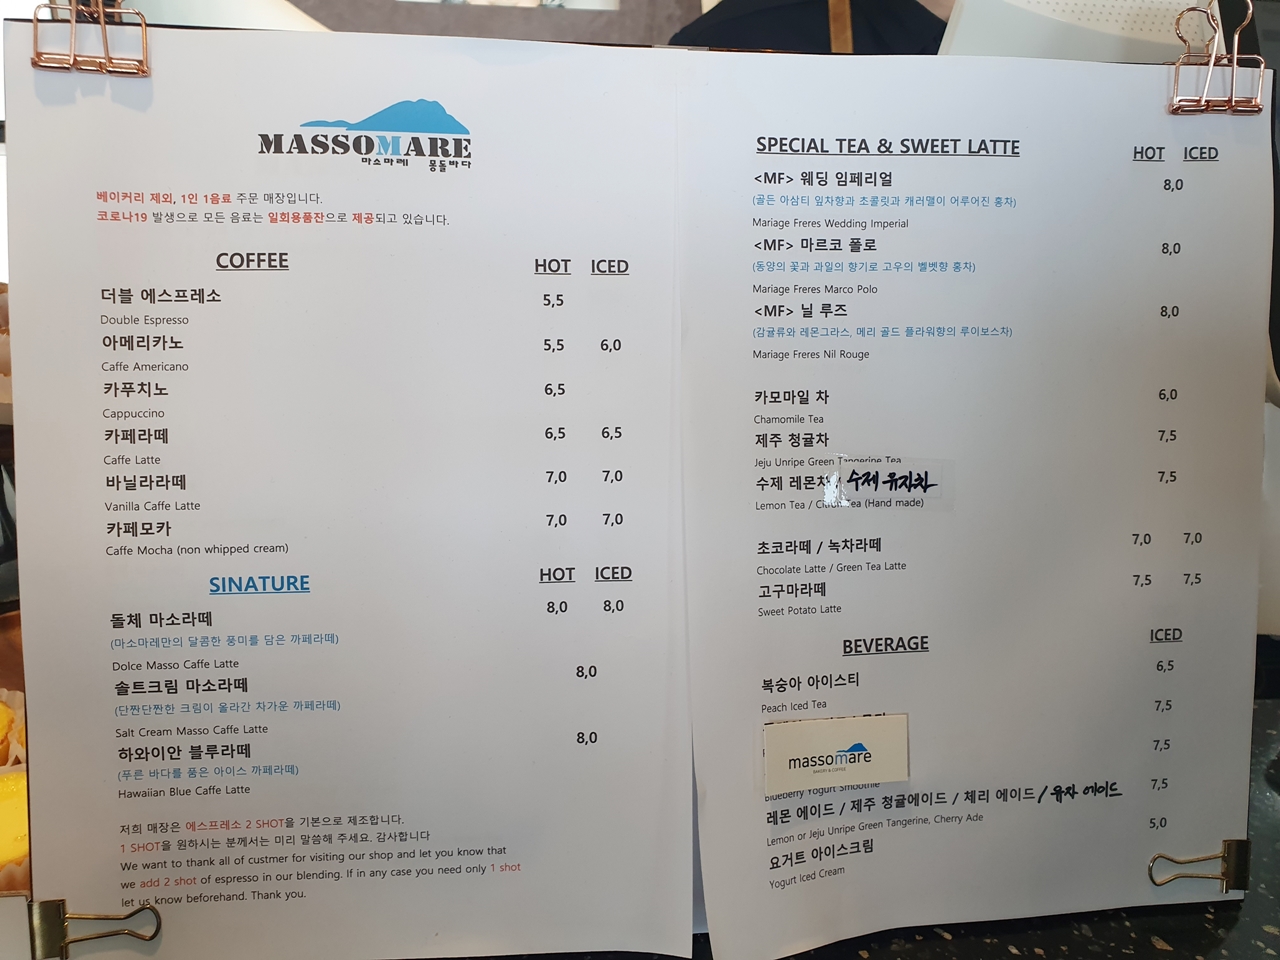 MASSOMARE
마소마레 몽돌바다
베이커리 제외, 1인 1음료 주문 매장입니다.
코로나19 발생으로 모든 음료는 일회용품잔으로 제공되고 있습니다.
COFFEE HOT ICED
더블 에스프레소 5,5
Double Espresso
아메리카노 5,5 6,0
Caffe Americano
카푸치노 6,5
Cappuccino
카페라떼 6,5 6,5
Caffe Latte
바닐라라떼 7,0 7,0
Vanilla Caffe Latte
카페모카 7,0 7,0
Caffe Mocha (non whipped cream)
SINATURE HOT ICED
돌체 마소라떼 8,0 8,0
(마소마레만의 달콤한 풍미를 담은 까페라떼)
Dolce Masso Caffe Latte
솔트크림 마소라떼 8,0
(단짠단짠한 크림이 올라간 차가운 까페라떼)
Salt Cream Masso Caffe Latte
하와이안 블루라떼 8,0
(푸른 바다를 품은 아이스 까페라떼)
Hawaiian Blue Caffe Latte
저희 매장은 에스프레소 2 SHOT을 기본으로 제조합니다.
1 SHOT을 원하시는 분께서는 미리 말씀해 주세요. 감사합니다
We want to thank all of custmer for visiting our shop and let you know that
we add 2 shot of espresso in our blending. If in any case you need only 1 shot
let us know beforehand. Thank you.
SPECIAL TEA & SWEET LATTE HOT ICED
<MF> 웨딩 임페리얼 8,0
(골든 아삼티 잎차향과 초콜릿과 캐러맬이 어루어진 홍차)
Mariage Freres Wedding Imperial
<MF> 마르코 폴로 8,0
(동양의 꽃과 과일의 향기로 고우의 벨벳향 홍차)
Mariage Freres Marco Polo
<MF> 닐 루즈 8,0
(감귤류와 레몬그라스, 메리 골드 플라워향의 루이보스차)
Mariage Freres Nil Rouge
카모마일 차 6,0
Chamomile Tea
제주 청귤차 7,5
Jeju Unripe Green Tangerine Tea
수제 레몬차 / 수제 유자차 7,5
Lemon Tea / Citron Tea (Hand made)
초코라떼 / 녹차라떼 7,0 7,0
Chocolate Latte / Green Tea Latte
고구마라떼 7,5 7,5
Sweet Potato Latte
BEVERAGE ICED
복숭아 아이스티 6,5
Peach Iced Tea
7,5
massomare
BAKERY & COFFEE
7,5
Blueberry Yogurt Smoothie
레몬 에이드 / 제주 청귤에이드 / 체리 에이드 / 유자 에이드 7,5
Lemon or Jeju Unripe Green Tangerine, Cherry Ade
요거트 아이스크림 5,0
Yogurt Iced Cream